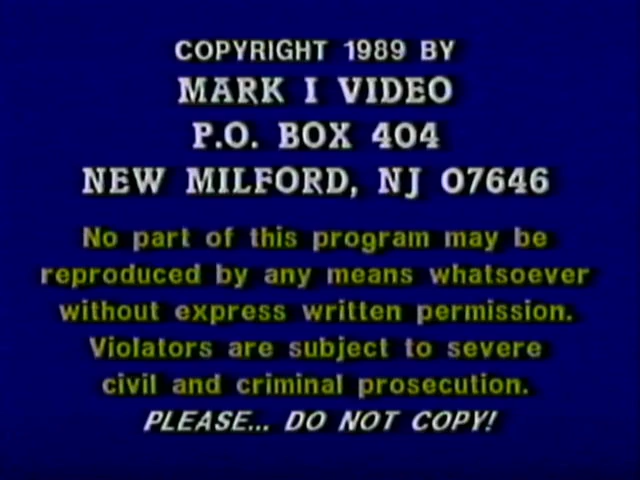 COPYRIGHT 1989 BY
MARK I VIDEO
P.O. BOX 404
NEW MILFORD, NJ 07646
No part of this program may be
reproduced by any means whatsoever
without express written permission.
Violators are subject to severe
civil and criminal prosecution.
PLEASE... DO NOT COPY!